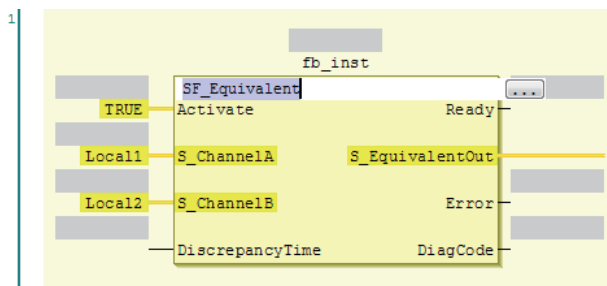 1
fb_inst
SF_Equivalent ...
TRUE Activate Ready
Local1 S_ChannelA S_EquivalentOut
Local2 S_ChannelB Error
DiscrepancyTime DiagCode